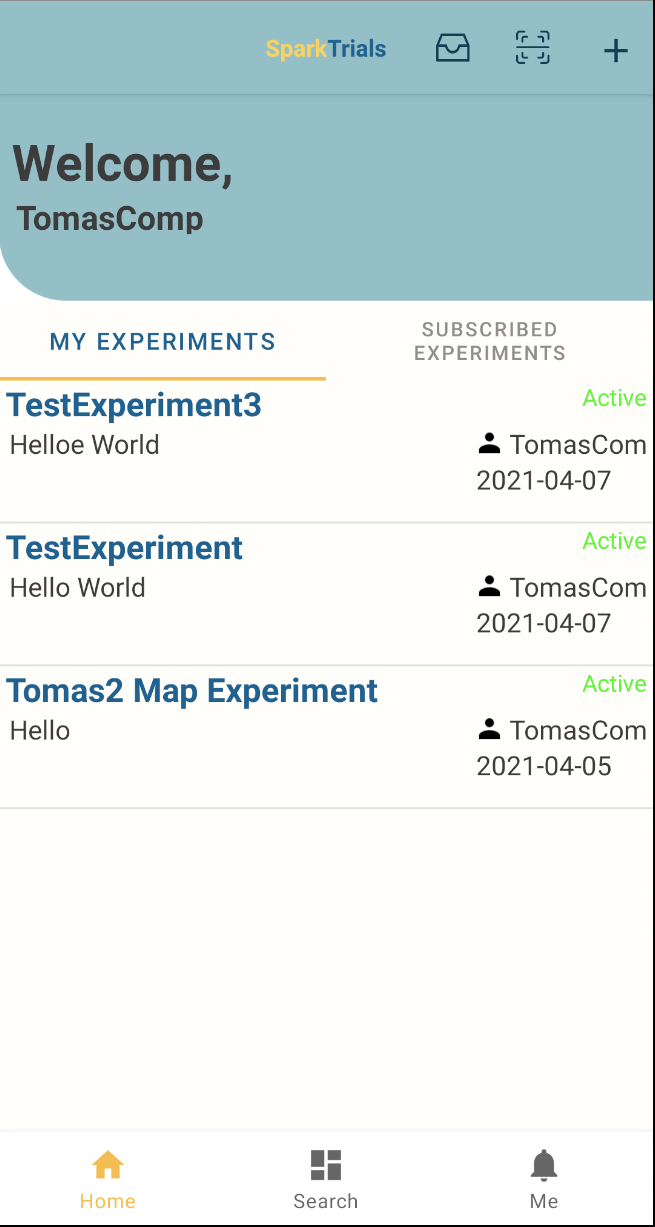 SparkTrials
Welcome,
TomasComp
MY EXPERIMENTS
SUBSCRIBED
EXPERIMENTS
TestExperiment3
Active
Helloe World
TomasCom
2021-04-07
TestExperiment
Active
Hello World
TomasCom
2021-04-07
Tomas2 Map Experiment
Active
Hello
TomasCom
2021-04-05
Home
Search
Me